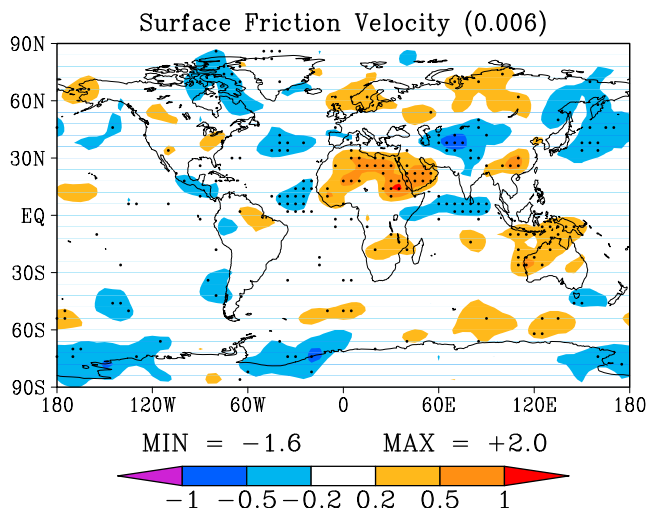 Surface Friction Velocity (0.006)
90N
60N
30N
EQ
30S
60S
90S
180 120W 60W 0 60E 120E 180
MIN = −1.6 MAX = +2.0
−1 −0.5 −0.2 0.2 0.5 1